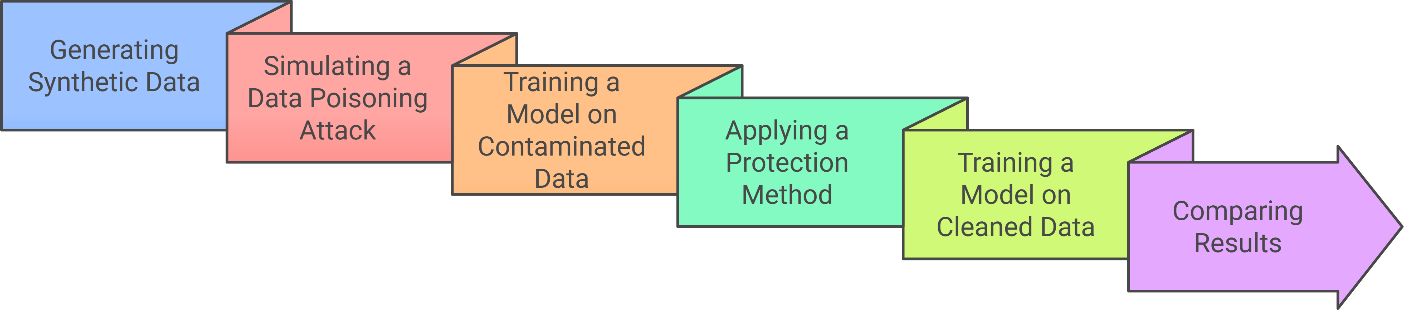 Generating
Synthetic Data
Simulating a
Data Poisoning
Attack
Training a
Model on
Contaminated
Data
Applying a
Protection
Method
Training a
Model on
Cleaned Data
Comparing
Results